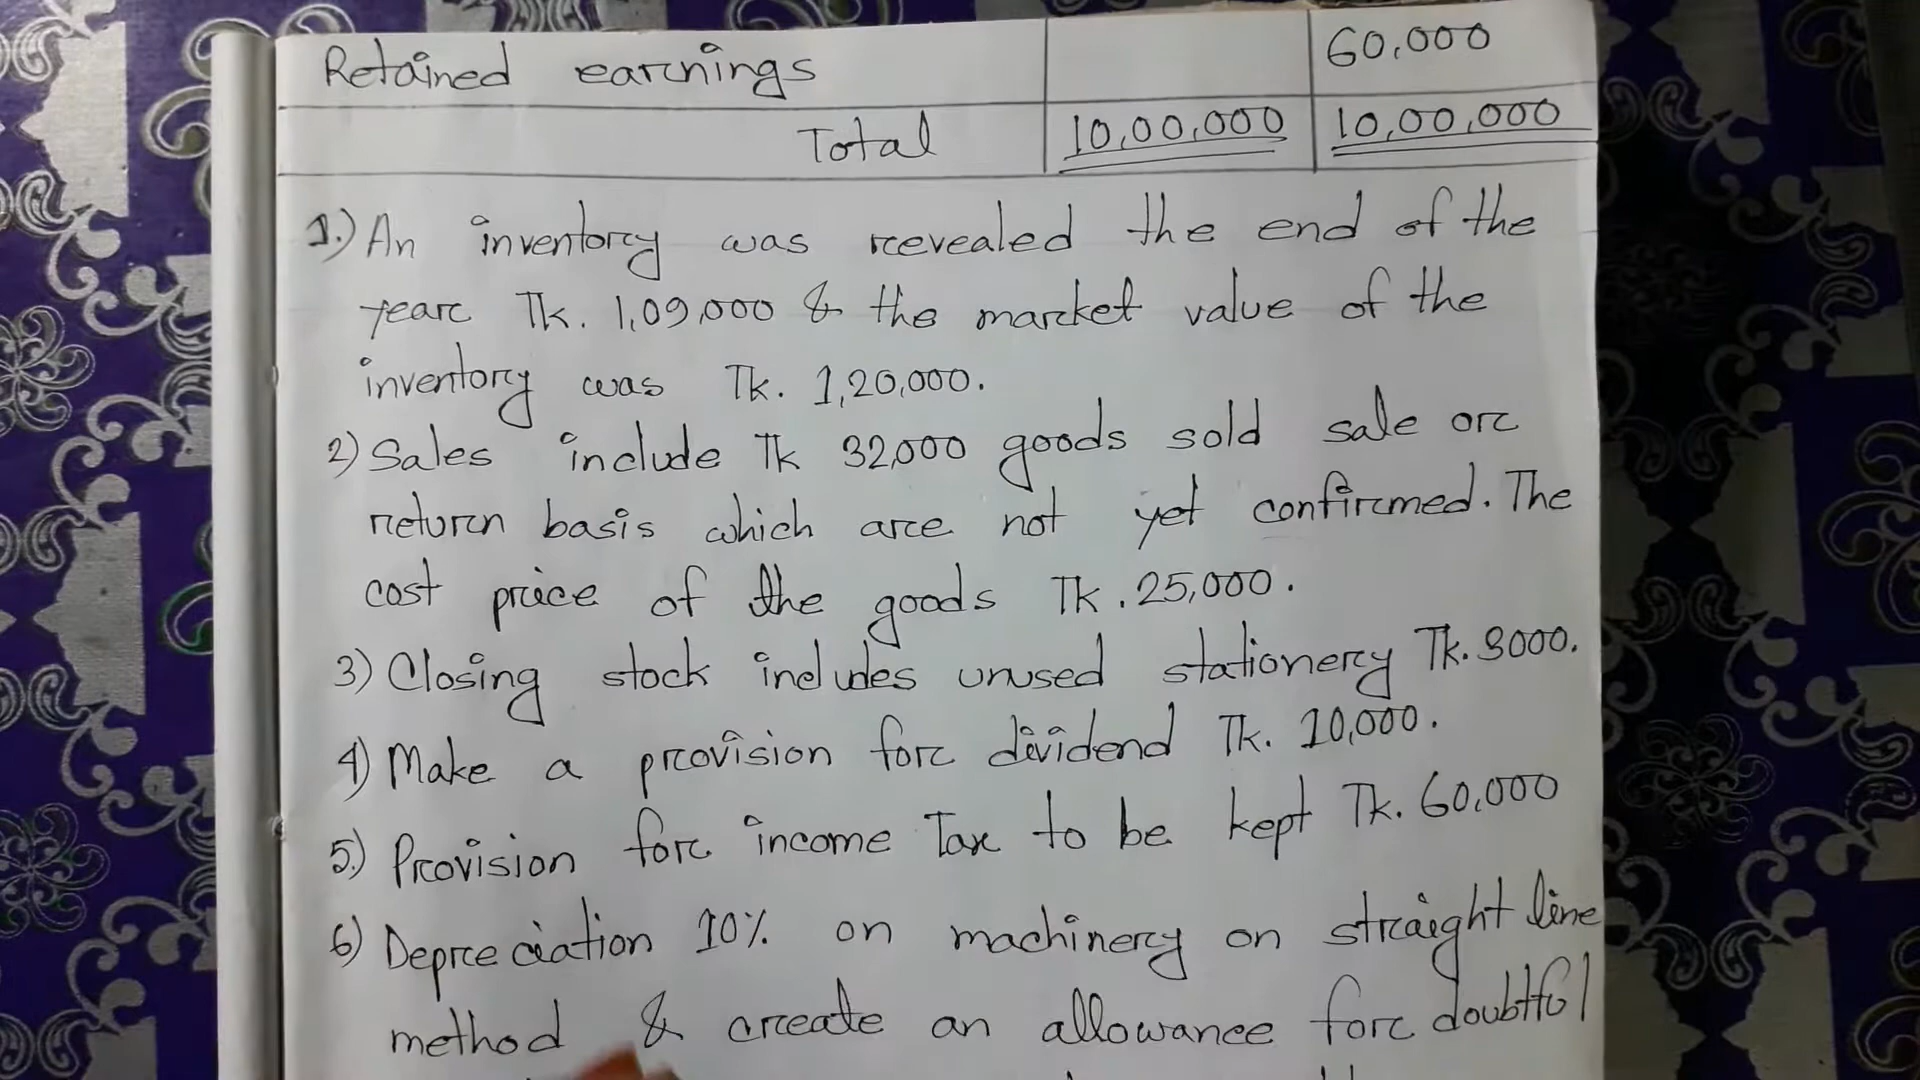 Retained earnings 60,000
Total 10,00,000 10,00,000
1.) An inventory was revealed the end of the
year Tk. 1,09,000 & the market value of the
inventory was Tk. 1,20,000.
2) Sales include Tk 32,000 goods sold sale or
return basis which are not yet confirmed. The
cost price of the goods Tk. 25,000.
3) Closing stock includes unused stationery Tk. 9000.
4) Make a provision for dividend Tk. 10,000.
5.) Provision for income Tax to be kept Tk. 60,000
6) Depreciation 10% on machinery on straight line
method & create an allowance for doubtful